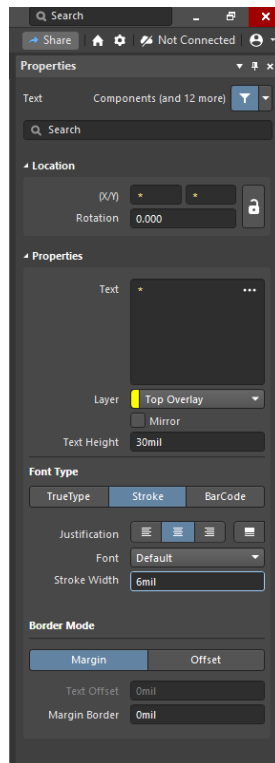 Search
Share Not Connected
Properties
Text Components (and 12 more)
Search
Location
(X/Y) * *
Rotation 0.000
Properties
Text * ...
Layer Top Overlay
Mirror
Text Height 30mil
Font Type
TrueType Stroke BarCode
Justification
Font Default
Stroke Width 6mil
Border Mode
Margin Offset
Text Offset 0mil
Margin Border 0mil